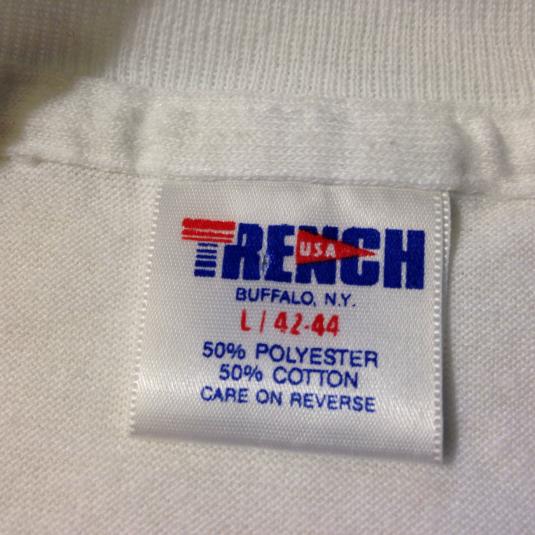 TRENCH
USA
BUFFALO, N.Y.
L / 42-44
50% POLYESTER
50% COTTON
CARE ON REVERSE